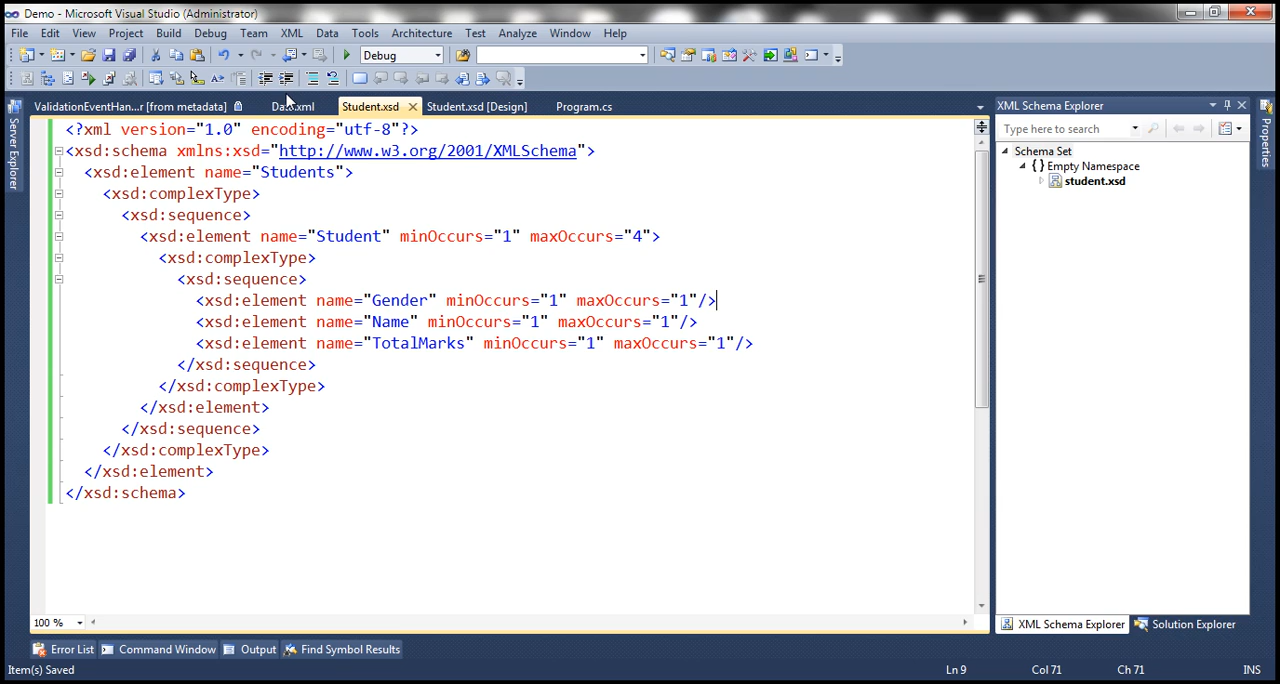 Demo - Microsoft Visual Studio (Administrator)
File Edit View Project Build Debug Team XML Data Tools Architecture Test Analyze Window Help
Debug
ValidationEventHan...r [from metadata] Student.xsd Student.xsd [Design] Program.cs
XML Schema Explorer
Type here to search
Schema Set
{ } Empty Namespace
student.xsd
Server Explorer
Properties
<?xml version="1.0" encoding="utf-8"?>
<xsd:schema xmlns:xsd="http://www.w3.org/2001/XMLSchema">
<xsd:element name="Students">
<xsd:complexType>
<xsd:sequence>
<xsd:element name="Student" minOccurs="1" maxOccurs="4">
<xsd:complexType>
<xsd:sequence>
<xsd:element name="Gender" minOccurs="1" maxOccurs="1"/>
<xsd:element name="Name" minOccurs="1" maxOccurs="1"/>
<xsd:element name="TotalMarks" minOccurs="1" maxOccurs="1"/>
</xsd:sequence>
</xsd:complexType>
</xsd:element>
</xsd:sequence>
</xsd:complexType>
</xsd:element>
</xsd:schema>
100 %
XML Schema Explorer Solution Explorer
Error List Command Window Output Find Symbol Results
Item(s) Saved Ln 9 Col 71 Ch 71 INS